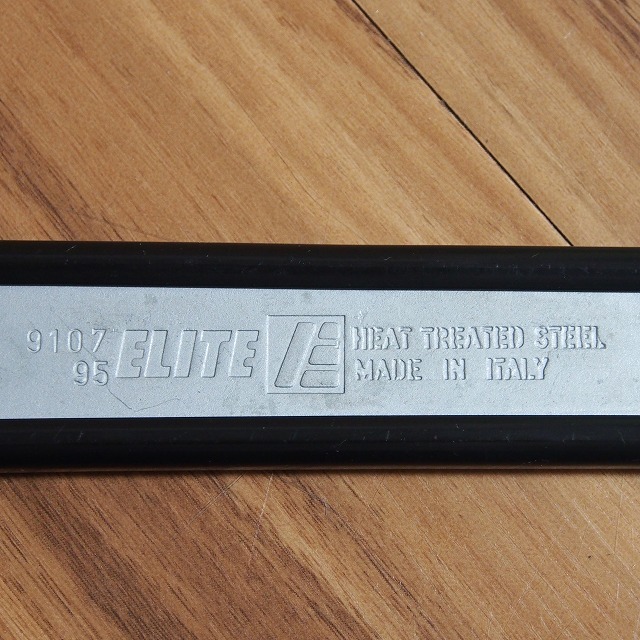 9107 ELITE E HEAT TREATED STEEL
95 MADE IN ITALY